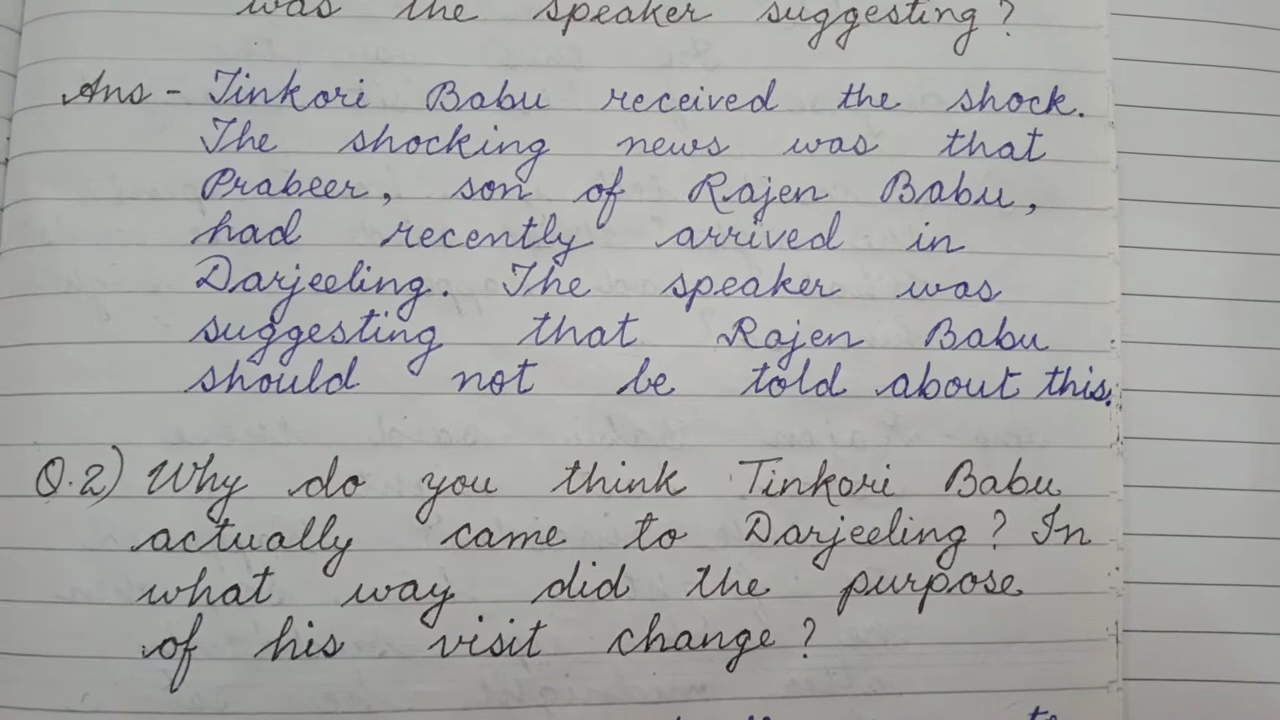 was the speaker suggesting?
Ans - Tinkori Babu received the shock.
The shocking news was that
Prabeer, son of Rajen Babu,
had recently arrived in
Darjeeling. The speaker was
suggesting that Rajen Babu
should not be told about this.
Q.2) Why do you think Tinkori Babu
actually came to Darjeeling? In
what way did the purpose
of his visit change?